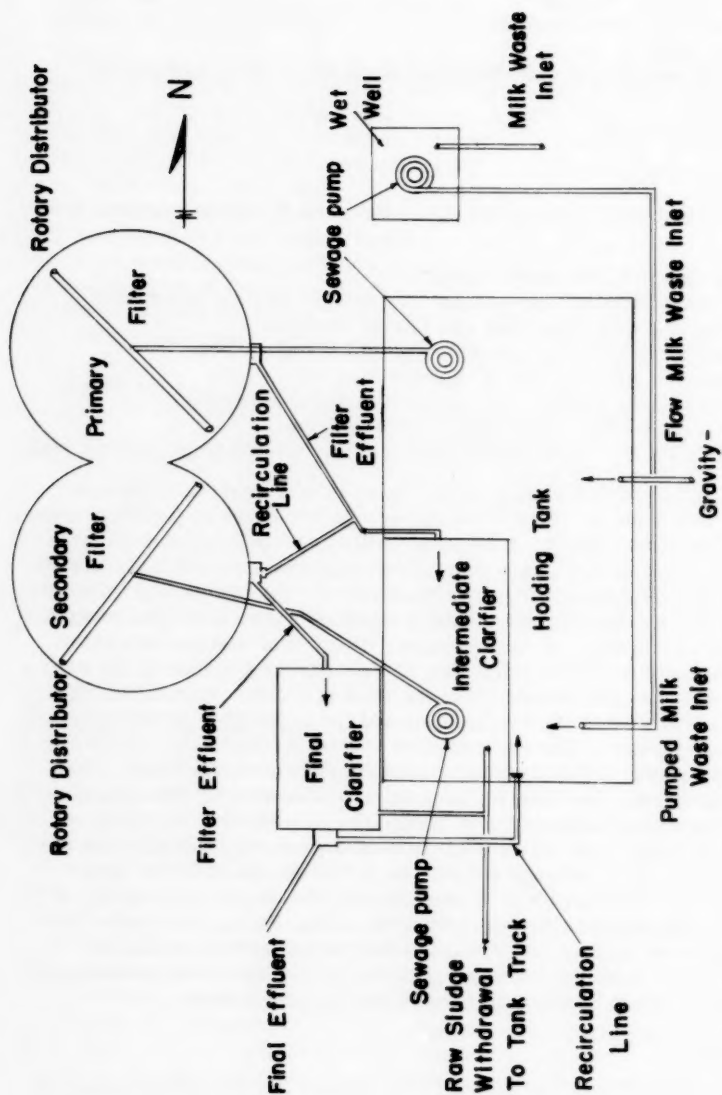 Rotary Distributor
Rotary Distributor
N
Secondary
Filter
Primary
Filter
Filter Effluent
Recirculation
Line
Filter
Effluent
Sewage pump
Wet
Well
Milk Waste
Inlet
Final Effluent
Final
Clarifier
Intermediate
Clarifier
Holding Tank
Sewage pump
Raw Sludge
Withdrawal
To Tank Truck
Recirculation
Line
Pumped Milk
Waste Inlet
Gravity-
Flow Milk Waste Inlet